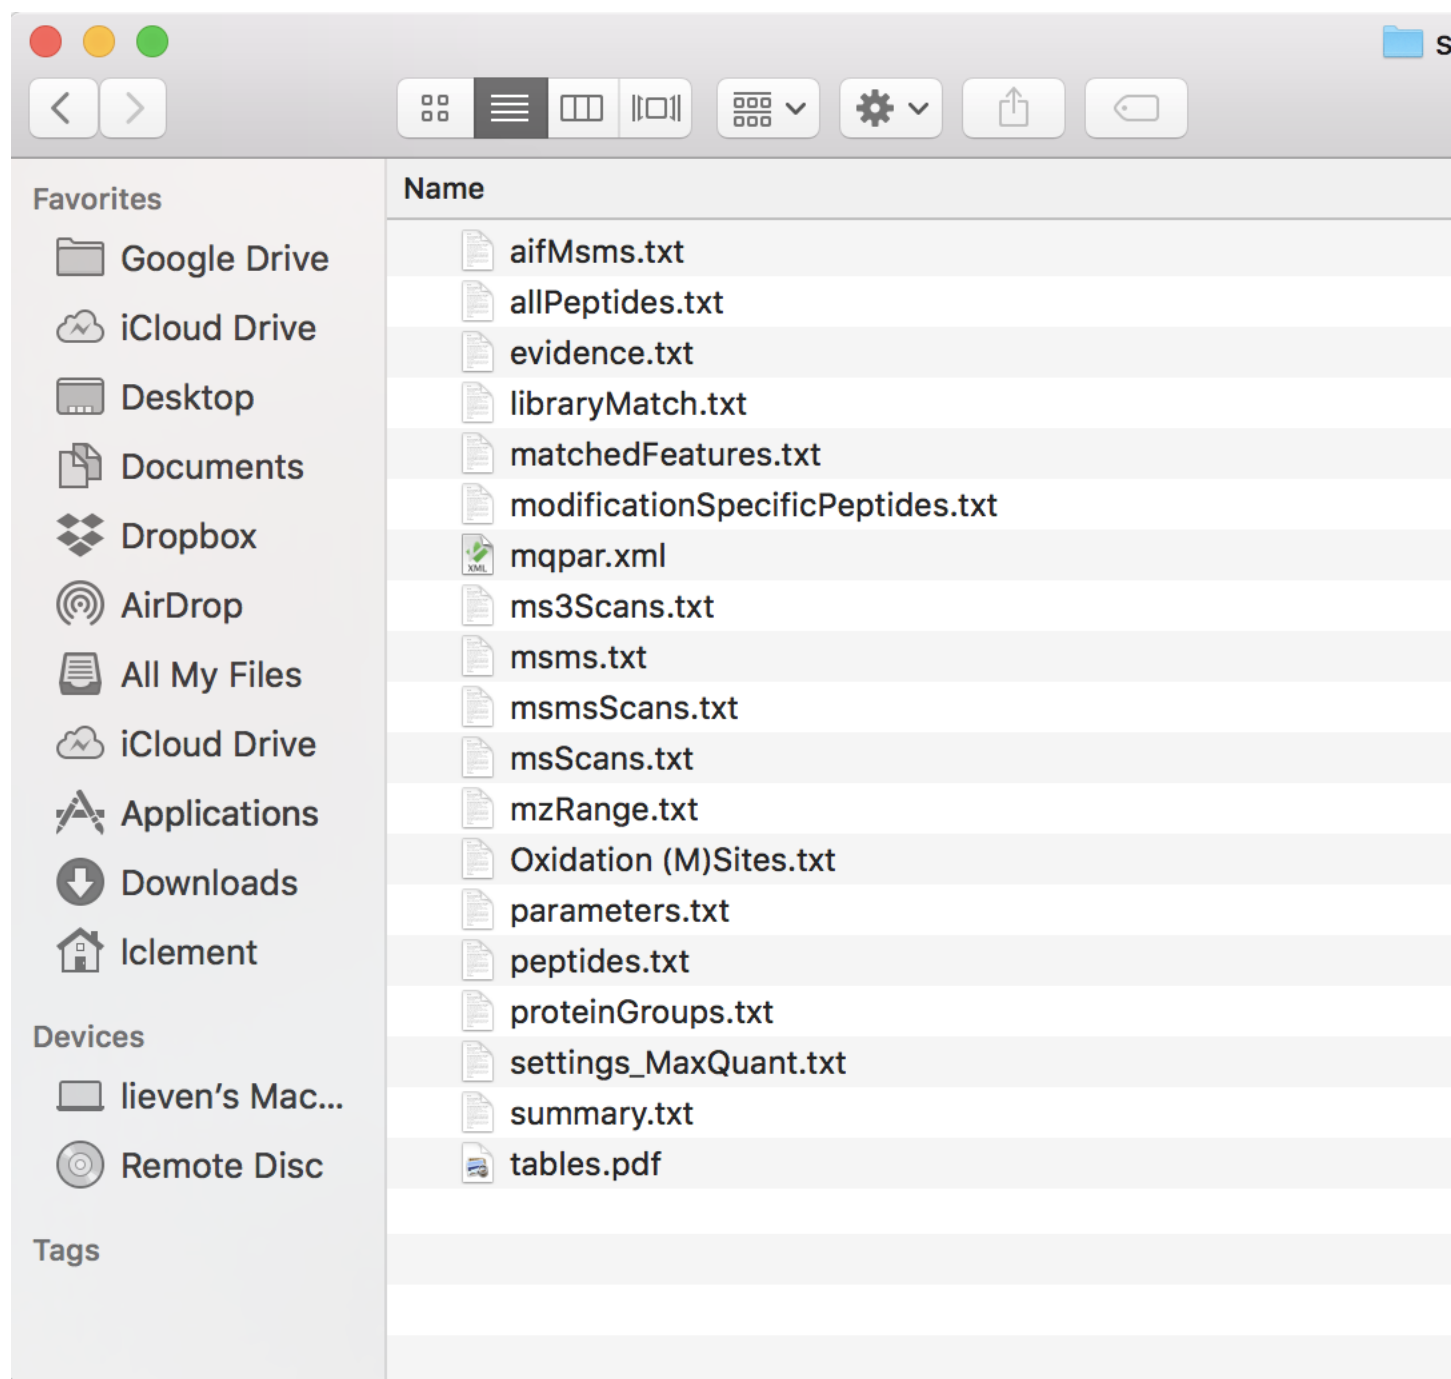 s
Favorites
Google Drive
iCloud Drive
Desktop
Documents
Dropbox
AirDrop
All My Files
iCloud Drive
Applications
Downloads
lclement
Devices
lieven's Mac...
Remote Disc
Tags
Name
aifMsms.txt
allPeptides.txt
evidence.txt
libraryMatch.txt
matchedFeatures.txt
modificationSpecificPeptides.txt
XML
mqpar.xml
ms3Scans.txt
msms.txt
msmsScans.txt
msScans.txt
mzRange.txt
Oxidation (M)Sites.txt
parameters.txt
peptides.txt
proteinGroups.txt
settings_MaxQuant.txt
summary.txt
tables.pdf